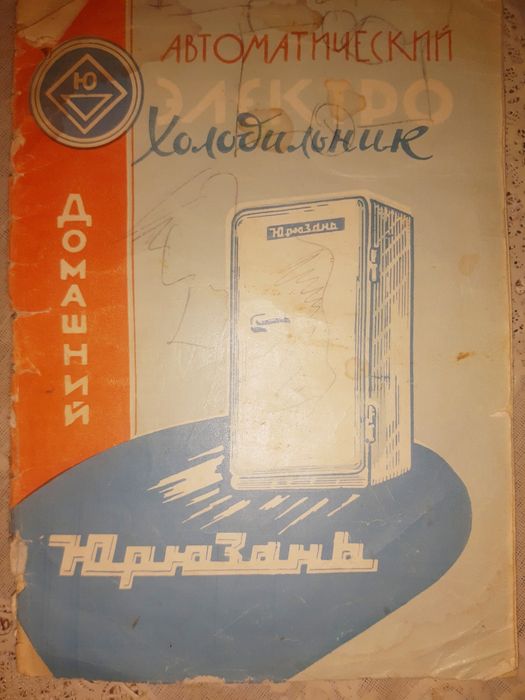 АВТОМАТИЧЕСКИЙ
ЭЛЕКТРО
Холодильник
Ю
ДОМАШНИЙ
ЮрюЗань
ЮрюЗань